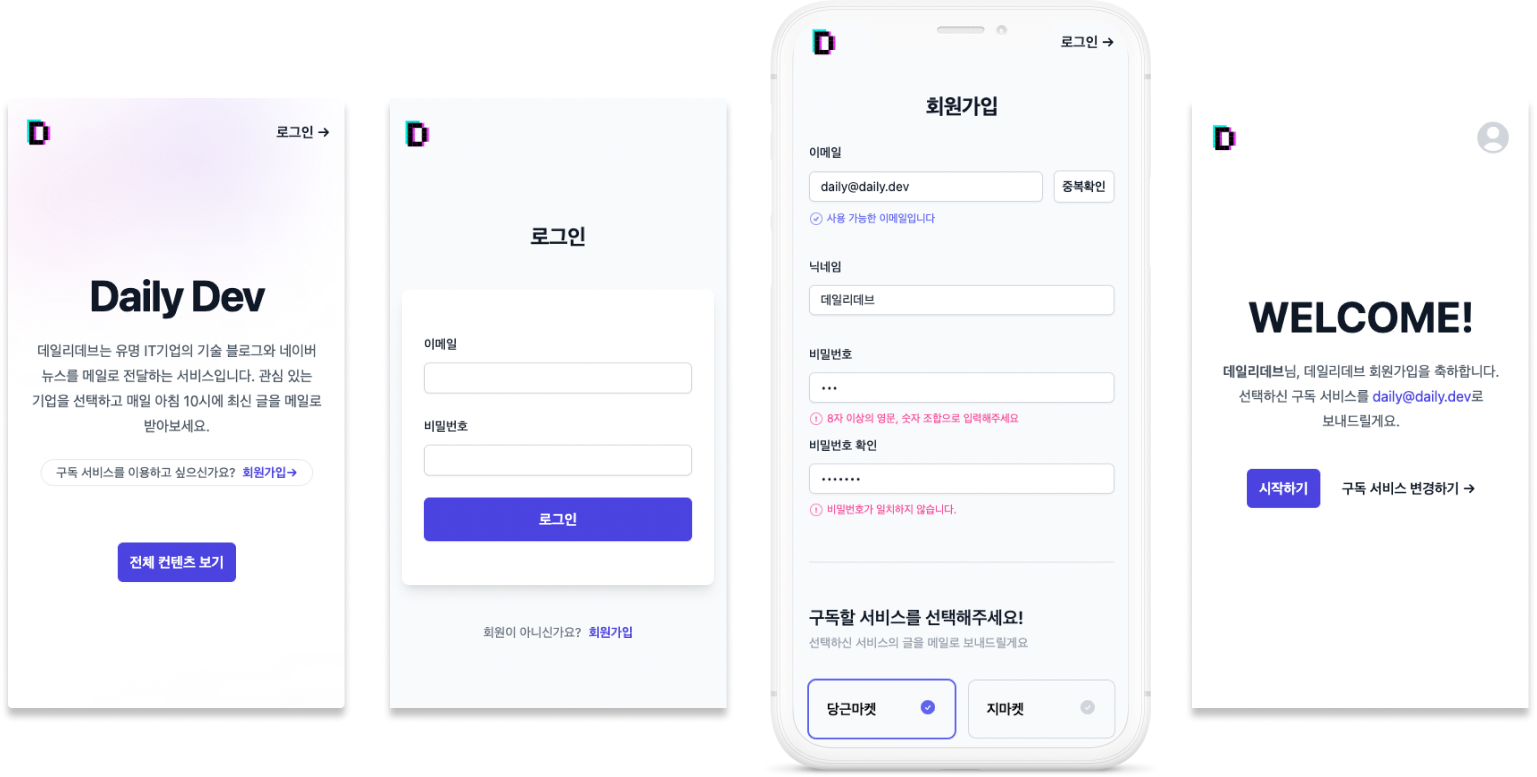 D
로그인 →
Daily Dev
데일리데브는 유명 IT기업의 기술 블로그와 네이버
뉴스를 메일로 전달하는 서비스입니다. 관심 있는
기업을 선택하고 매일 아침 10시에 최신 글을 메일로
받아보세요.
구독 서비스를 이용하고 싶으신가요? 회원가입→
전체 컨텐츠 보기
D
로그인
이메일
비밀번호
로그인
회원이 아니신가요? 회원가입
D
로그인 →
회원가입
이메일
daily@daily.dev 중복확인
사용 가능한 이메일입니다
닉네임
데일리데브
비밀번호
•••
8자 이상의 영문, 숫자 조합으로 입력해주세요
비밀번호 확인
•••••••
비밀번호가 일치하지 않습니다.
구독할 서비스를 선택해주세요!
선택하신 서비스의 글을 메일로 보내드릴게요
당근마켓 지마켓
D
WELCOME!
데일리데브님, 데일리데브 회원가입을 축하합니다.
선택하신 구독 서비스를 daily@daily.dev로
보내드릴게요.
시작하기 구독 서비스 변경하기 →